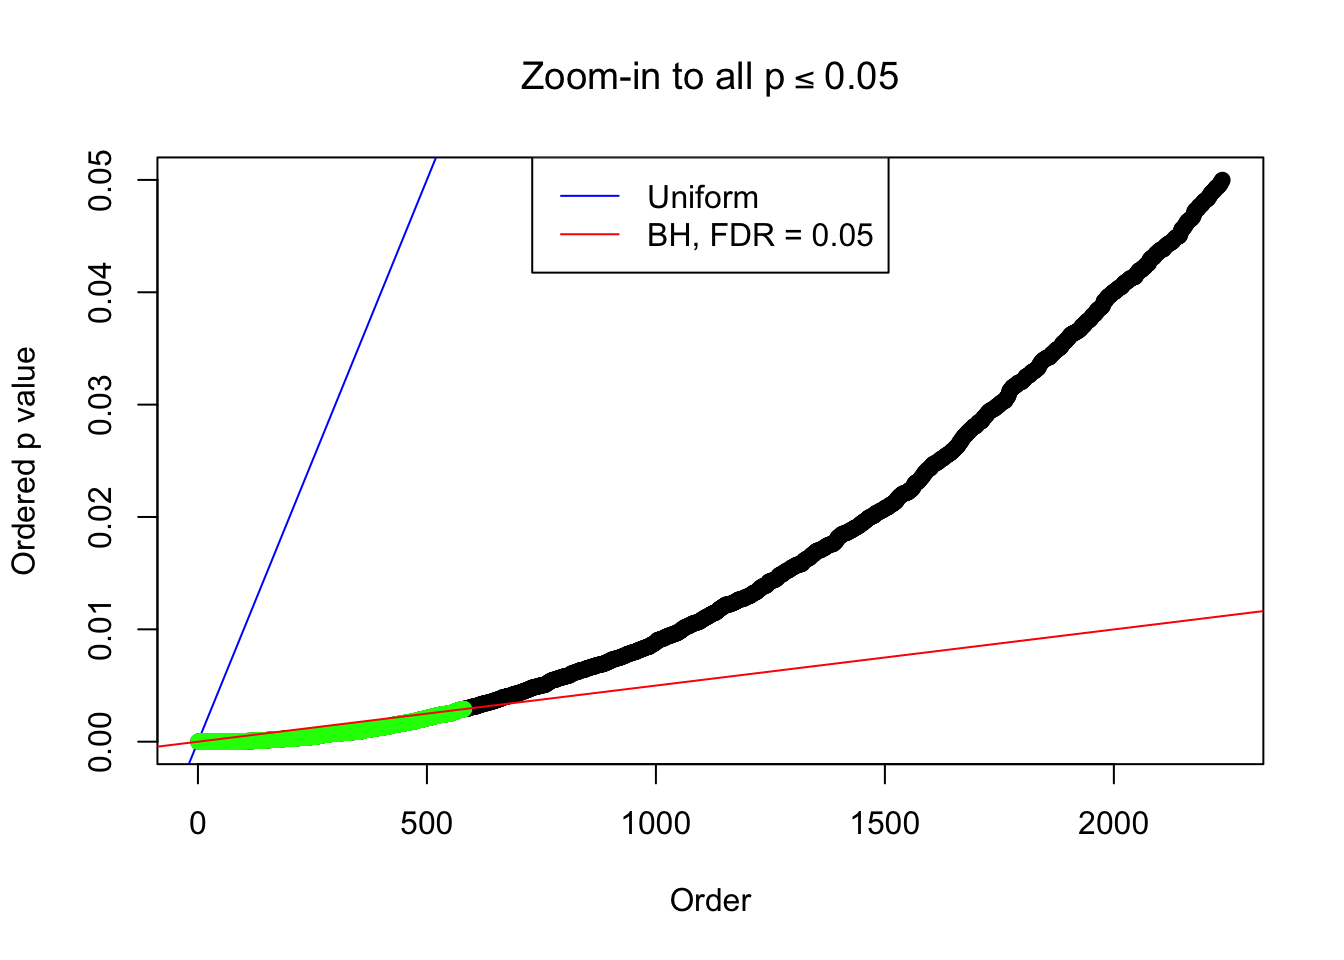 Zoom-in to all p ≤ 0.05
Uniform
BH, FDR = 0.05
Ordered p value
0.05
0.04
0.03
0.02
0.01
0.00
0
500
1000
1500
2000
Order